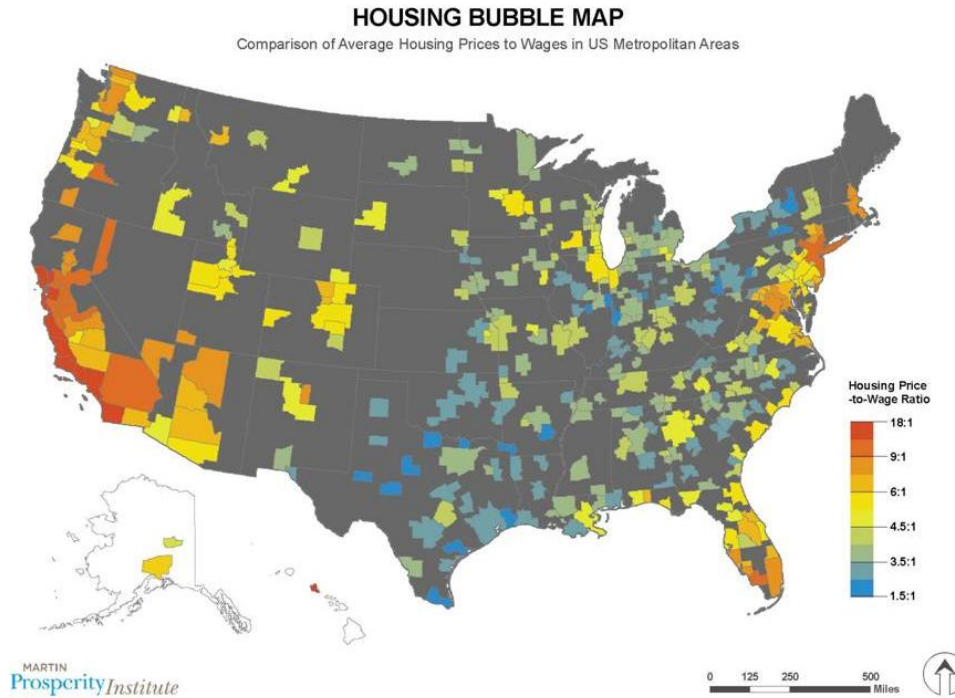 HOUSING BUBBLE MAP
Comparison of Average Housing Prices to Wages in US Metropolitan Areas
Housing Price
-to-Wage Ratio
18:1
9:1
6:1
4.5:1
3.5:1
1.5:1
MARTIN
Prosperity Institute
0 125 250 500
Miles